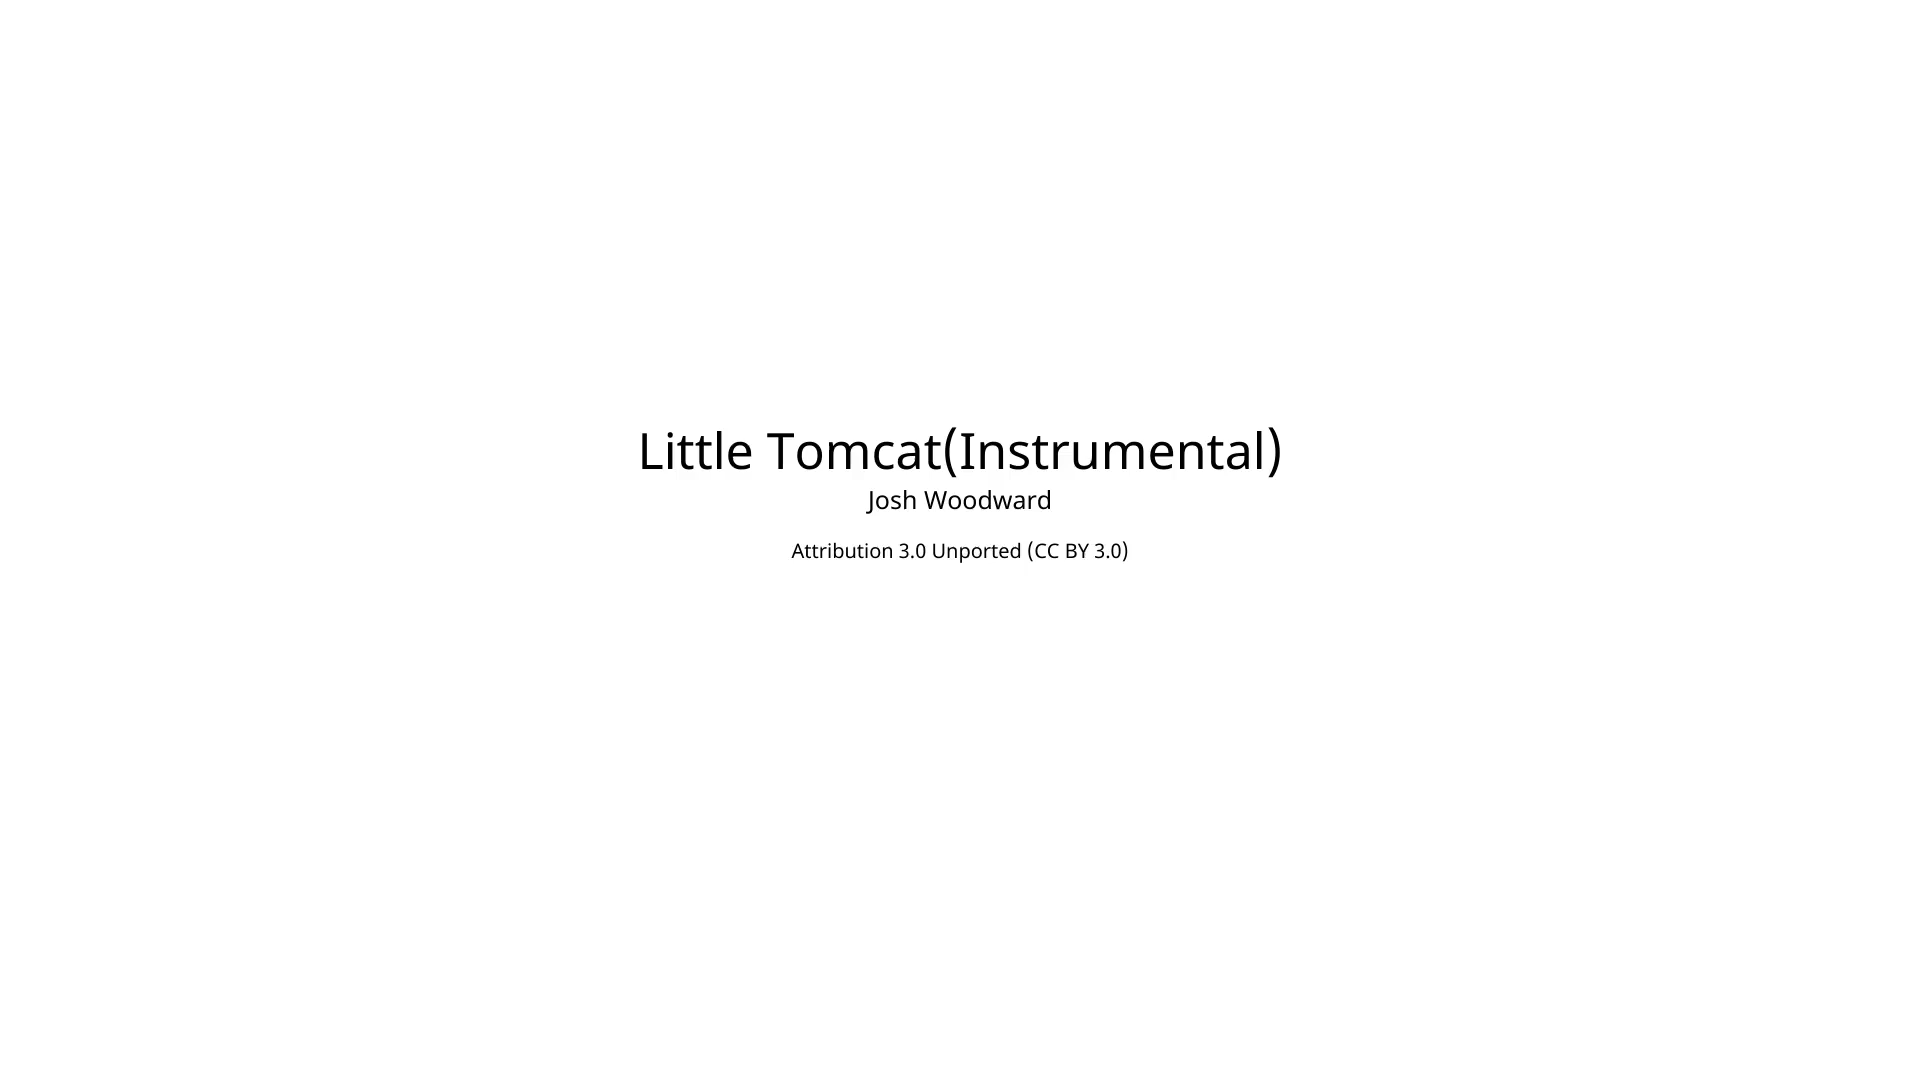 Little Tomcat(Instrumental)
Josh Woodward
Attribution 3.0 Unported (CC BY 3.0)